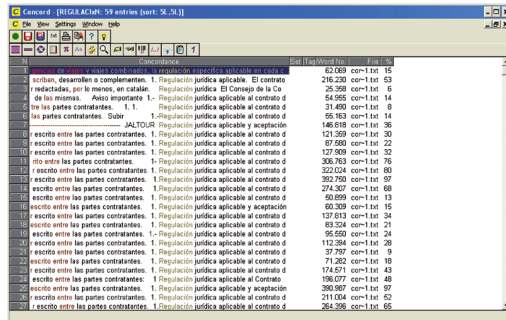 Concord - [REGULACIxN: 59 entries (sort: 5L,5L)]
File View Settings Window Help
N Concordance Set Tag Word No. File %
1 de y viajes combinados, la regulación específica aplicable en cada c 62.069 cor~1.txt 15
2 scriban, desarrollen o complementen. 1. Regulación jurídica aplicable. El contrato 216.230 cor~1.txt 53
3 r redactadas, por lo menos, en catalán. Regulación jurídica El Consejo de la Co 25.358 cor~1.txt 6
4 de las mismas. Aviso importante 1.- Regulación jurídica aplicable al contrato d 54.955 cor~1.txt 14
5 tre las partes contratantes. 1. 1. Regulación jurídica aplicable al contrato d 31.490 cor~1.txt 8
6 las partes contratantes. Subir Regulación jurídica aplicable al contrato d 55.163 cor~1.txt 14
7 JALTOUR Regulación jurídica aplicable y aceptación 146.818 cor~1.txt 36
8 r escrito entre las partes contratantes. 1. Regulación jurídica aplicable al contrato d 121.359 cor~1.txt 30
9 r escrito entre las partes contratantes. 1. Regulación jurídica aplicable al contrato d 87.580 cor~1.txt 22
10 r escrito entre las partes contratantes. 1. Regulación jurídica aplicable al contrato d 127.909 cor~1.txt 32
11 rito entre las partes contratantes. 1- Regulación jurídica aplicable al contrato d 306.763 cor~1.txt 76
12 r escrito entre las partes contratantes. 1. Regulación jurídica aplicable al contrato d 322.024 cor~1.txt 80
13 r escrito entre las partes contratantes. 1. Regulación jurídica aplicable al contrato d 392.750 cor~1.txt 97
14 escrito entre las partes contratantes. 1. Regulación jurídica aplicable al contrato d 274.307 cor~1.txt 68
15 escrito entre las partes contratantes. 1. Regulación jurídica aplicable al contrato d 50.899 cor~1.txt 13
16 escrito entre las partes contratantes. 1. Regulación jurídica aplicable y aceptación 60.309 cor~1.txt 15
17 r escrito entre las partes contratantes. 1. Regulación jurídica aplicable al contrato d 137.813 cor~1.txt 34
18 escrito entre las partes contratantes. 1. Regulación jurídica aplicable al contrato d 83.324 cor~1.txt 21
19 escrito entre las partes contratantes. 1.- Regulación jurídica aplicable al contrato d 95.550 cor~1.txt 24
20 r escrito entre las partes contratantes. 1. Regulación jurídica aplicable al contrato d 112.394 cor~1.txt 28
21 r escrito entre las partes contratantes. 1. Regulación jurídica aplicable al contrato d 37.797 cor~1.txt 9
22 escrito entre las partes contratantes. 1. Regulación jurídica aplicable al contrato d 71.282 cor~1.txt 18
23 r escrito entre las partes contratantes. 1. Regulación jurídica aplicable al contrato d 174.571 cor~1.txt 43
24 escrito entre las partes contratantes: 1. Regulación jurídica aplicable al Contrato 196.077 cor~1.txt 48
25 escrito entre las partes contratantes. 1. Regulación jurídica aplicable y aceptación 390.987 cor~1.txt 97
26 r escrito entre las partes contratantes. 1. Regulación jurídica aplicable al contrato d 211.004 cor~1.txt 52
27 r escrito entre las partes contratantes. 1. Regulación jurídica aplicable al contrato d 264.396 cor~1.txt 65